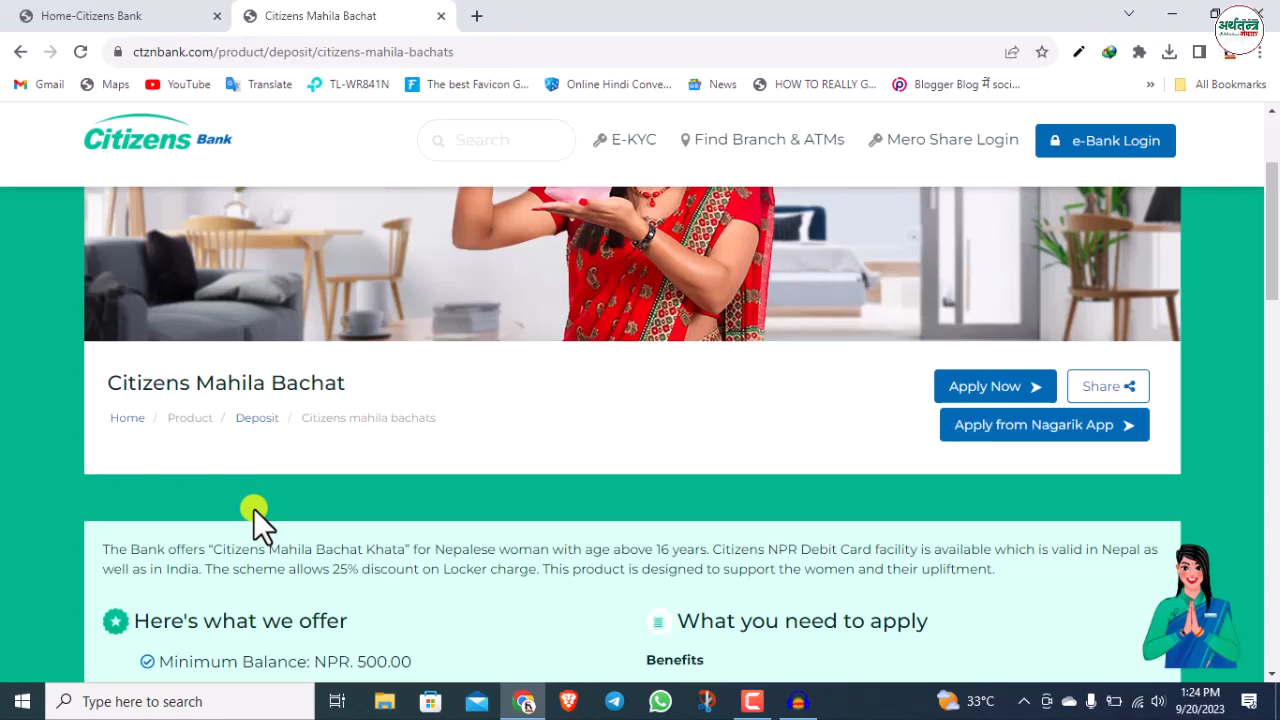 Home-Citizens Bank
Citizens Mahila Bachat
ctznbank.com/product/deposit/citizens-mahila-bachats
अर्थतन्त्र
नेपाल
Gmail
Maps
YouTube
Translate
TL-WR841N
The best Favicon G...
Online Hindi Conve...
News
HOW TO REALLY G...
Blogger Blog में soci...
»
All Bookmarks
Citizens Bank
Search
E-KYC
Find Branch & ATMs
Mero Share Login
e-Bank Login
Citizens Mahila Bachat
Home / Product / Deposit / Citizens mahila bachats
Apply Now
Share
Apply from Nagarik App
The Bank offers “Citizens Mahila Bachat Khata” for Nepalese woman with age above 16 years. Citizens NPR Debit Card facility is available which is valid in Nepal as
well as in India. The scheme allows 25% discount on Locker charge. This product is designed to support the women and their upliftment.
Here's what we offer
Minimum Balance: NPR. 500.00
What you need to apply
Benefits
Type here to search
33°C
1:24 PM
9/20/2023